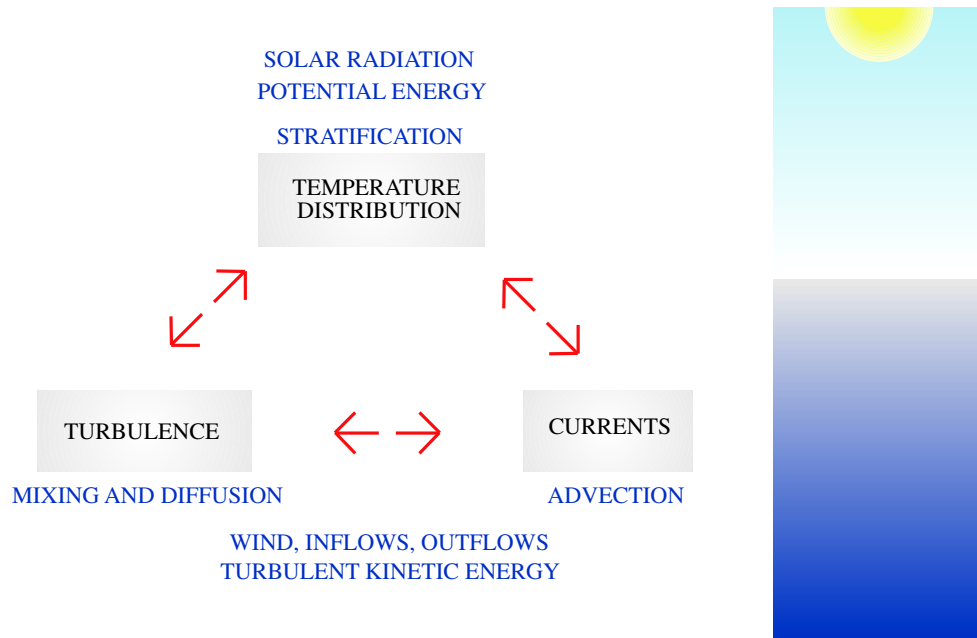 SOLAR RADIATION
POTENTIAL ENERGY
STRATIFICATION
TEMPERATURE
DISTRIBUTION
TURBULENCE
CURRENTS
MIXING AND DIFFUSION
ADVECTION
WIND, INFLOWS, OUTFLOWS
TURBULENT KINETIC ENERGY